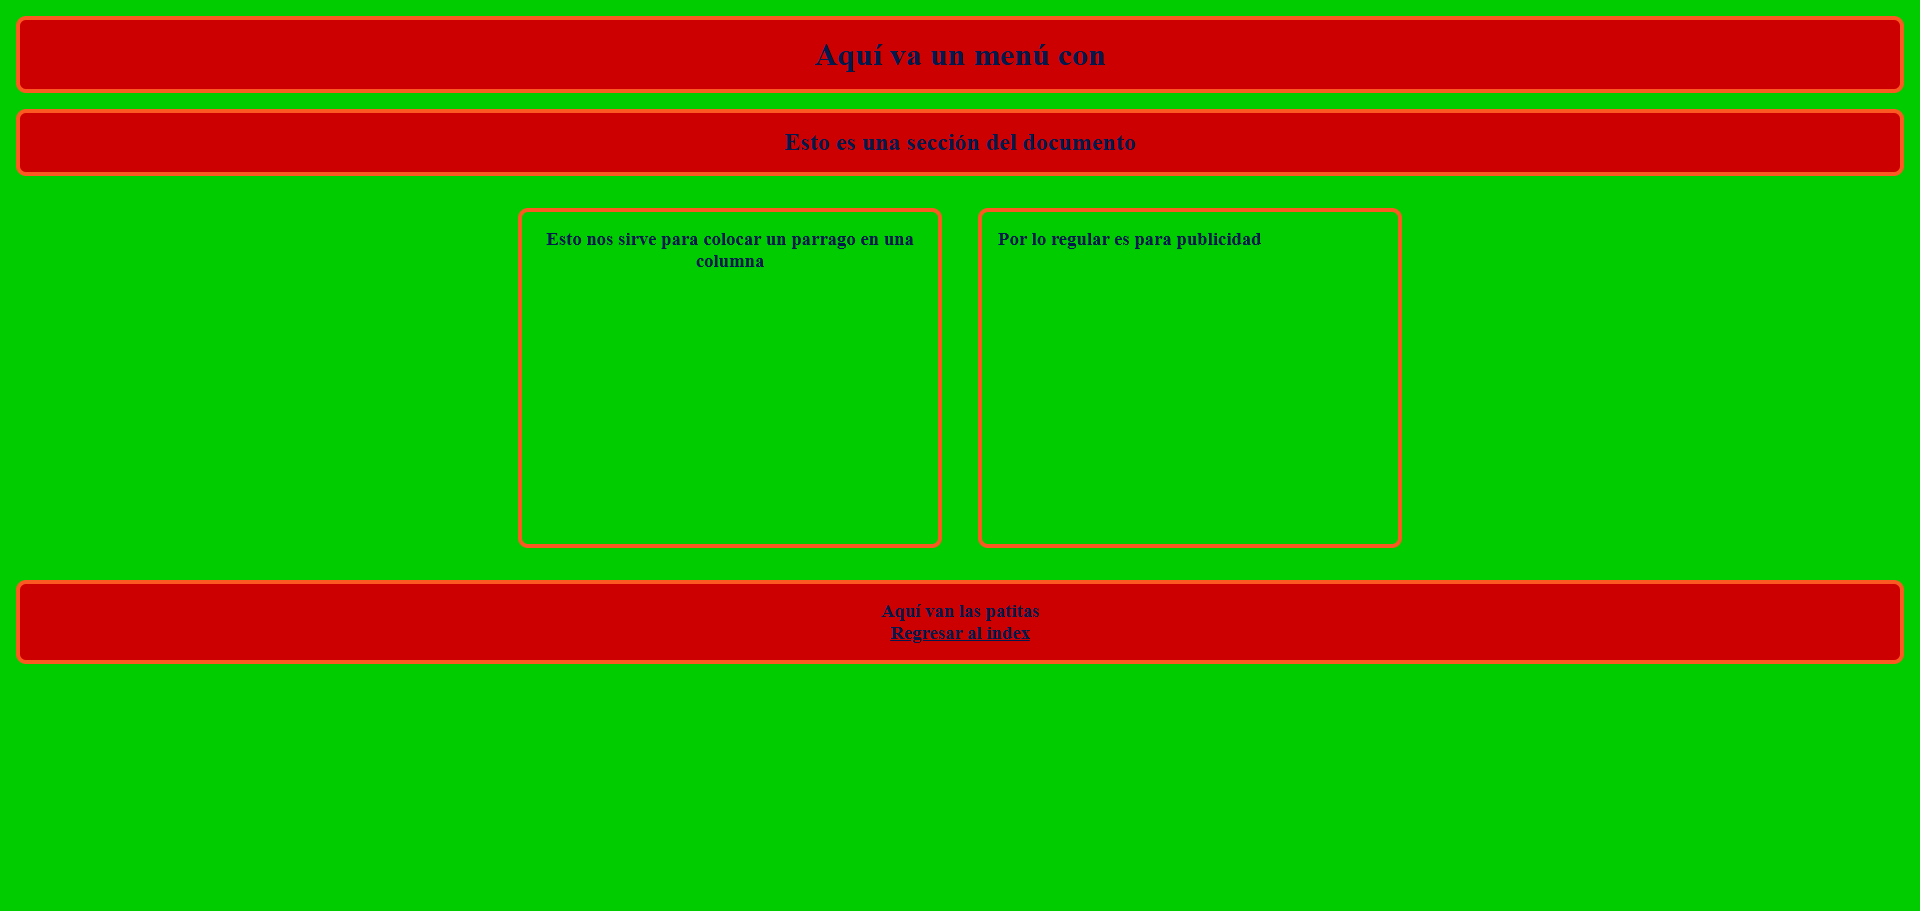 Aquí va un menú con
Esto es una sección del documento
Esto nos sirve para colocar un parrago en una
columna
Por lo regular es para publicidad
Aquí van las patitas
Regresar al index